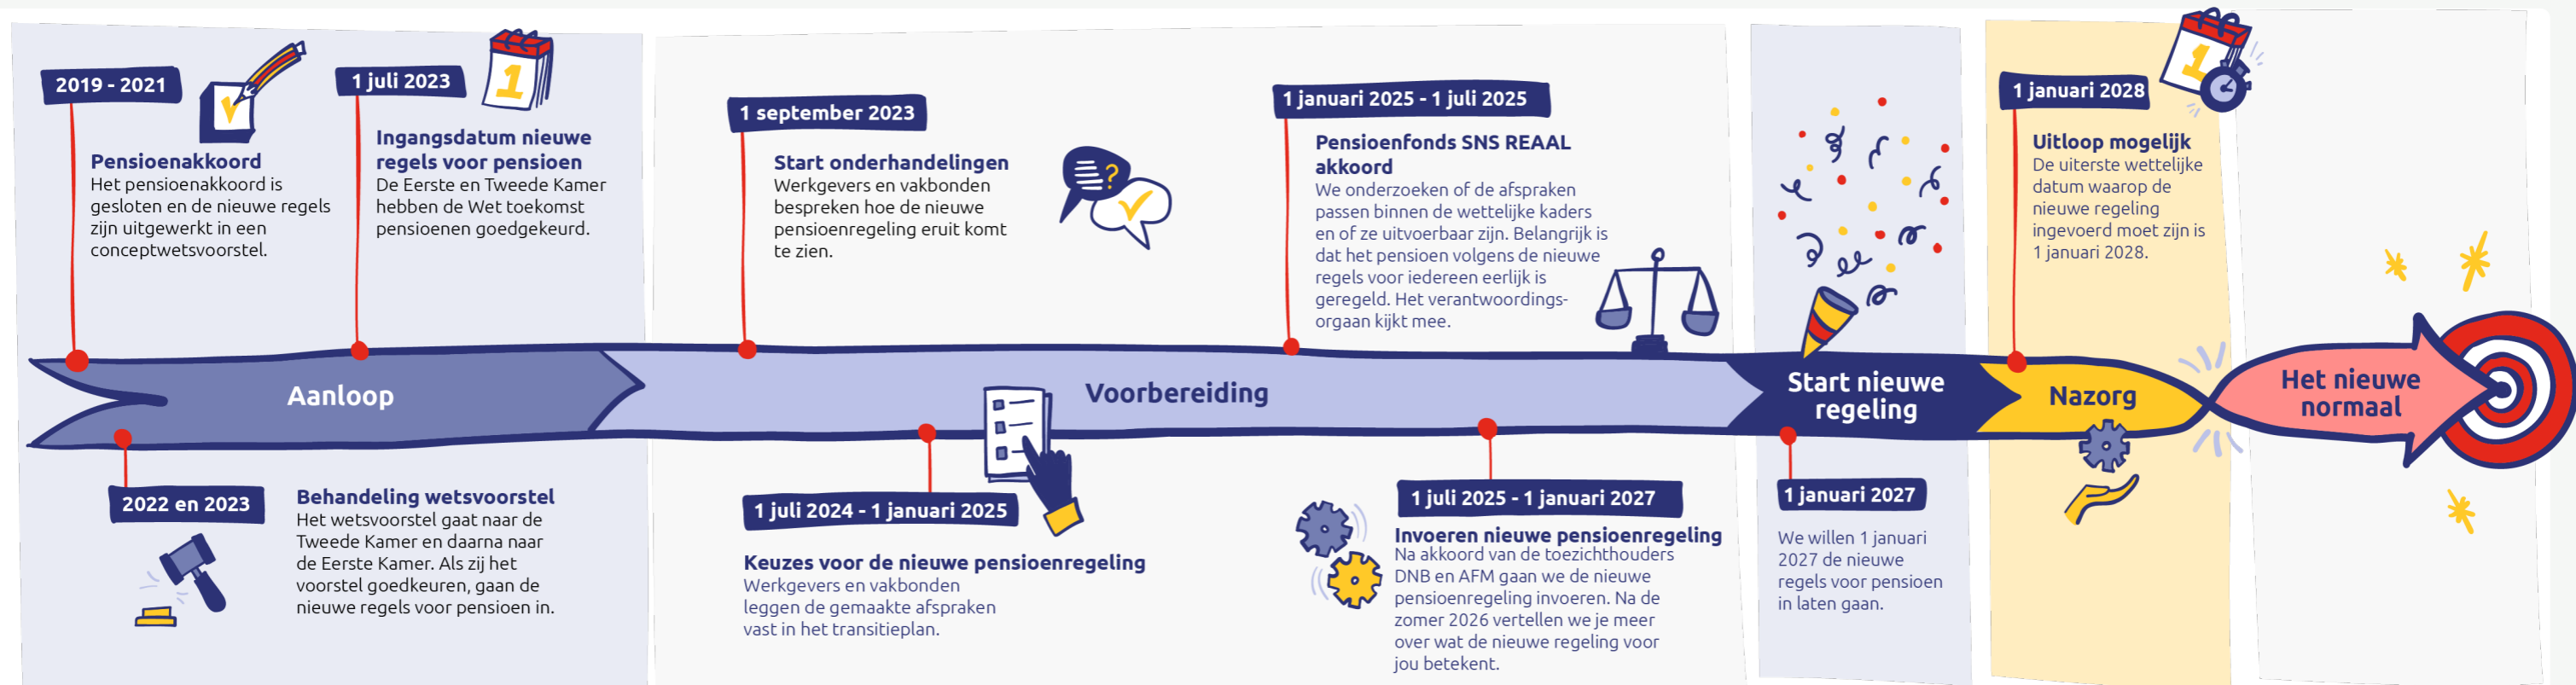 2019 - 2021
Pensioenakkoord
Het pensioenakkoord is
gesloten en de nieuwe regels
zijn uitgewerkt in een
conceptwetsvoorstel.
1 juli 2023
1
Ingangsdatum nieuwe
regels voor pensioen
De Eerste en Tweede Kamer
hebben de Wet toekomst
pensioenen goedgekeurd.
1 september 2023
Start onderhandelingen
Werkgevers en vakbonden
bespreken hoe de nieuwe
pensioenregeling eruit komt
te zien.
?
1 januari 2025 - 1 juli 2025
Pensioenfonds SNS REAAL
akkoord
We onderzoeken of de afspraken
passen binnen de wettelijke kaders
en of ze uitvoerbaar zijn. Belangrijk is
dat het pensioen volgens de nieuwe
regels voor iedereen eerlijk is
geregeld. Het verantwoordings-
orgaan kijkt mee.
1 januari 2028
1
Uitloop mogelijk
De uiterste wettelijke
datum waarop de
nieuwe regeling
ingevoerd moet zijn is
1 januari 2028.
Aanloop
Voorbereiding
Start nieuwe
regeling
Nazorg
Het nieuwe
normaal
2022 en 2023
Behandeling wetsvoorstel
Het wetsvoorstel gaat naar de
Tweede Kamer en daarna naar
de Eerste Kamer. Als zij het
voorstel goedkeuren, gaan de
nieuwe regels voor pensioen in.
1 juli 2024 - 1 januari 2025
Keuzes voor de nieuwe pensioenregeling
Werkgevers en vakbonden
leggen de gemaakte afspraken
vast in het transitieplan.
1 juli 2025 - 1 januari 2027
Invoeren nieuwe pensioenregeling
Na akkoord van de toezichthouders
DNB en AFM gaan we de nieuwe
pensioenregeling invoeren. Na de
zomer 2026 vertellen we je meer
over wat de nieuwe regeling voor
jou betekent.
1 januari 2027
We willen 1 januari
2027 de nieuwe
regels voor pensioen
in laten gaan.